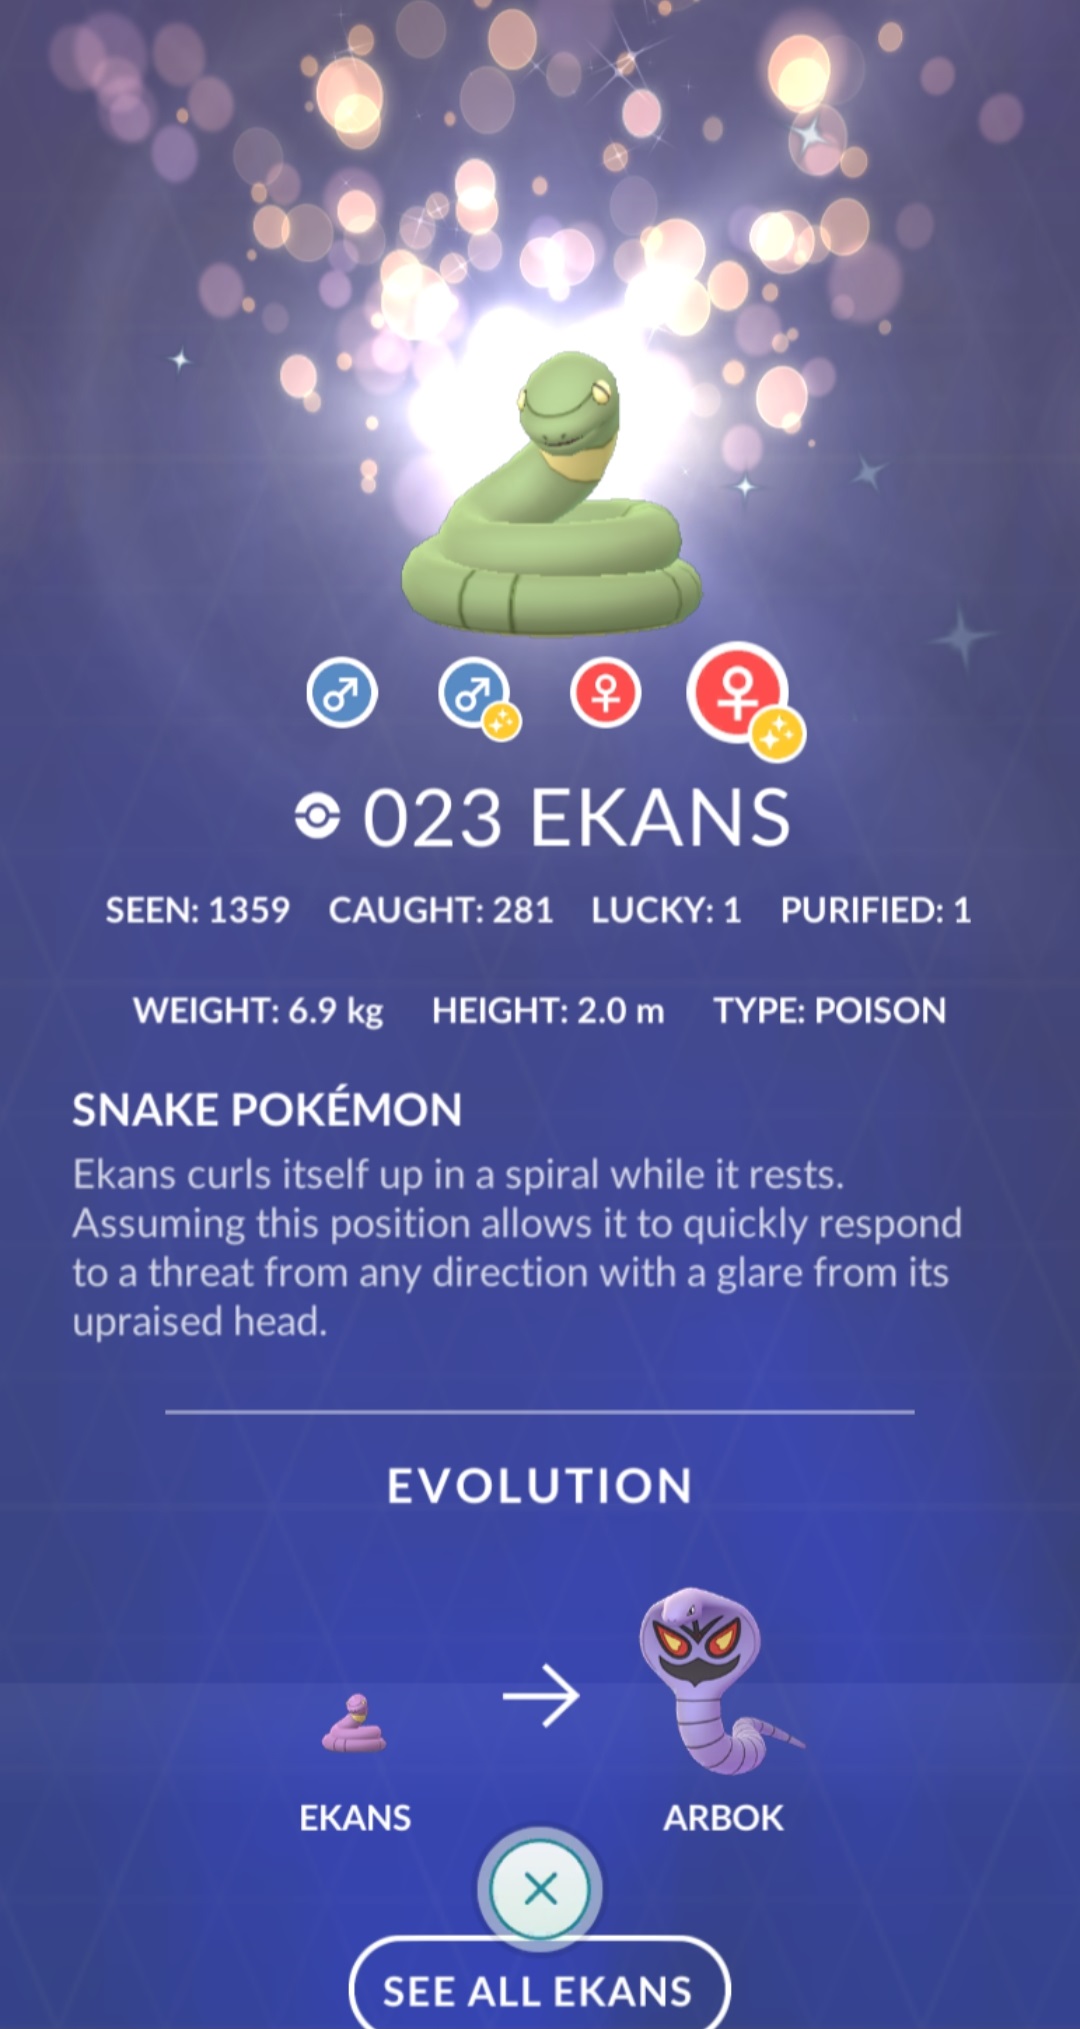 023 EKANS
SEEN: 1359 CAUGHT: 281 LUCKY: 1 PURIFIED: 1
WEIGHT: 6.9 kg HEIGHT: 2.0 m TYPE: POISON
SNAKE POKÉMON
Ekans curls itself up in a spiral while it rests.
Assuming this position allows it to quickly respond
to a threat from any direction with a glare from its
upraised head.
EVOLUTION
EKANS ARBOK
SEE ALL EKANS